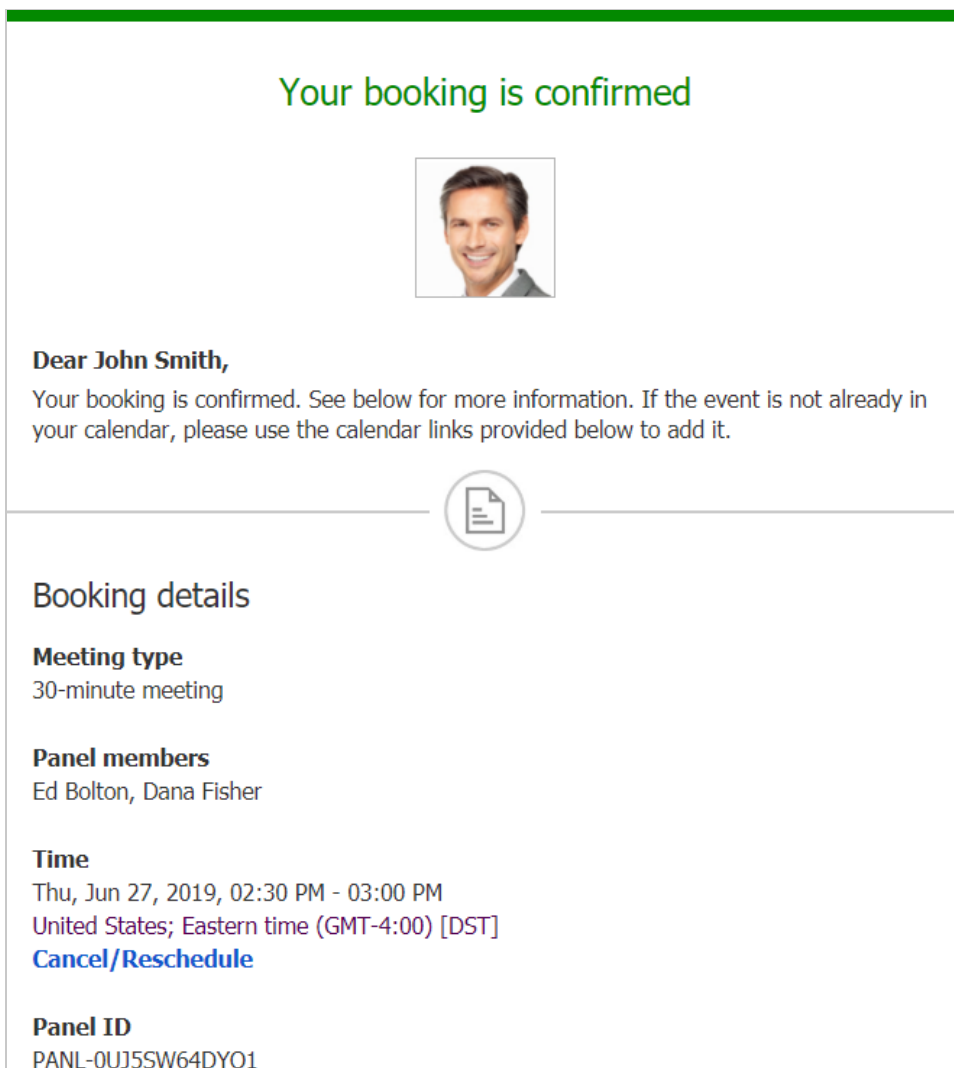 Your booking is confirmed
Dear John Smith,
Your booking is confirmed. See below for more information. If the event is not already in
your calendar, please use the calendar links provided below to add it.
Booking details
Meeting type
30-minute meeting
Panel members
Ed Bolton, Dana Fisher
Time
Thu, Jun 27, 2019, 02:30 PM - 03:00 PM
United States; Eastern time (GMT-4:00) [DST]
Cancel/Reschedule
Panel ID
PANL-0UJ5SW64DYO1